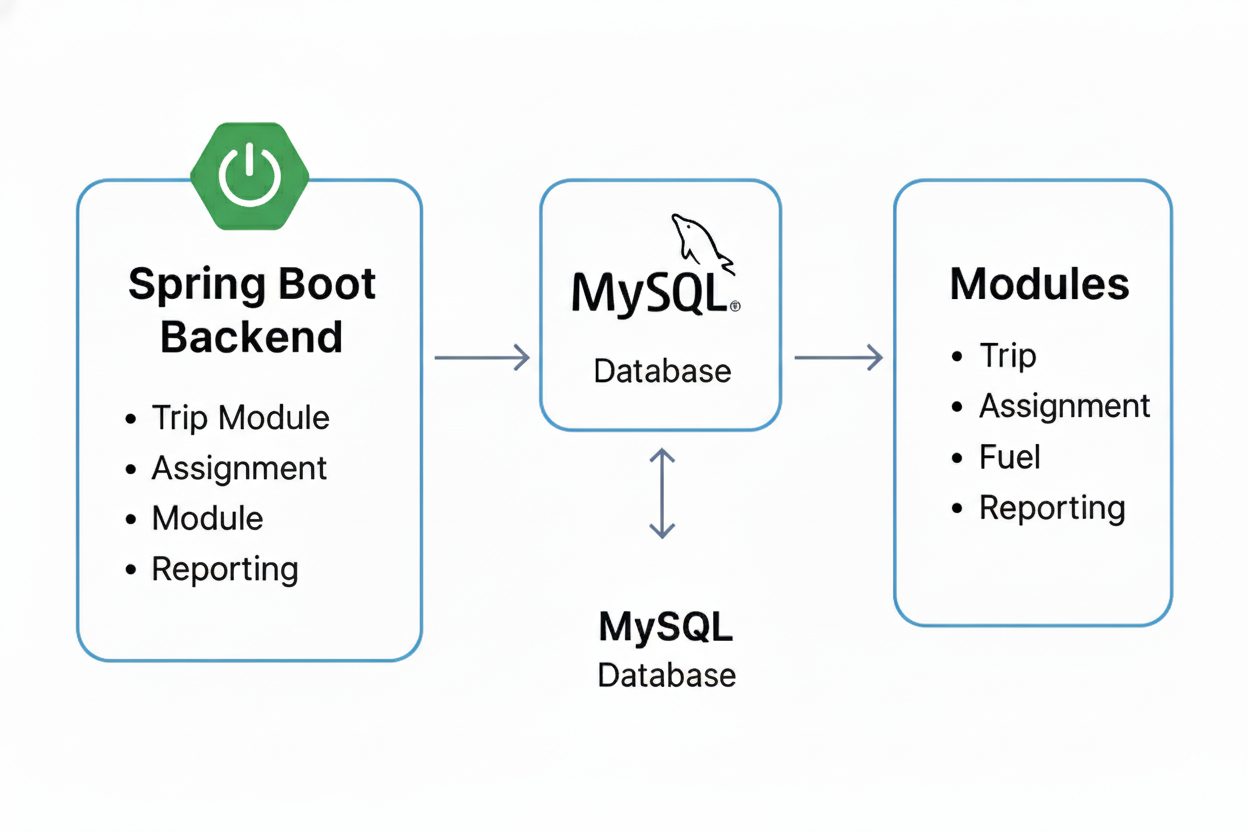 Spring Boot
Backend
• Trip Module
• Assignment
• Module
• Reporting
MySQL®
Database
MySQL
Database
Modules
• Trip
• Assignment
• Fuel
• Reporting